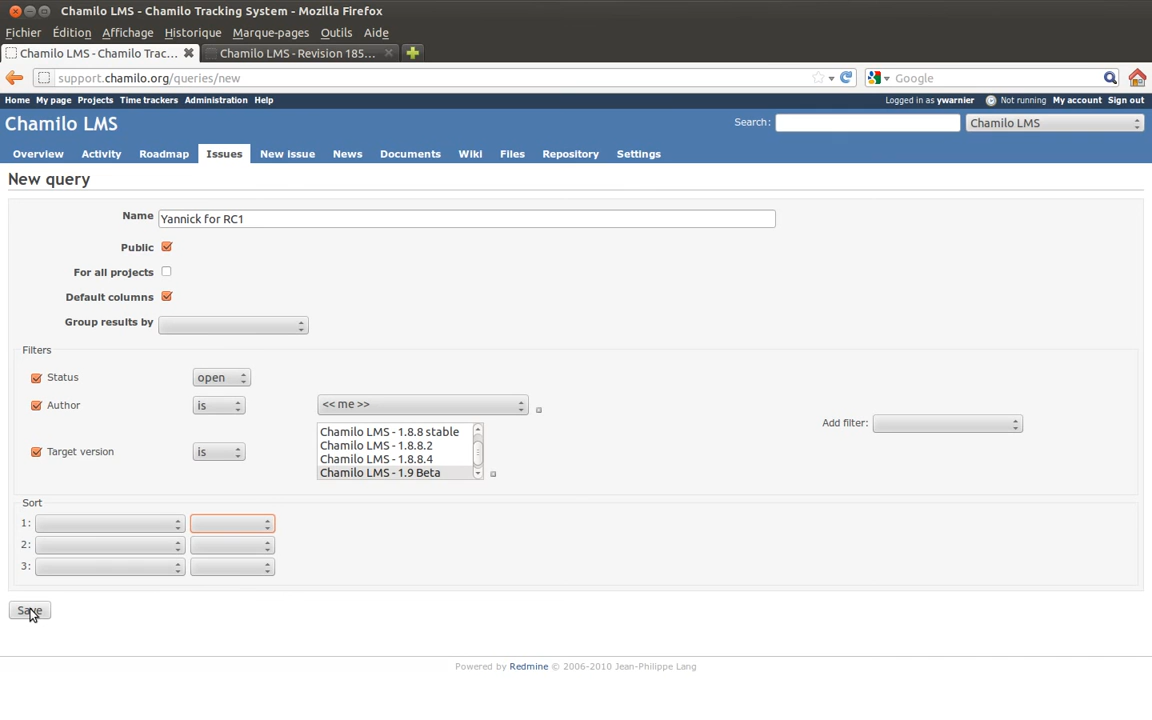 Chamilo LMS - Chamilo Tracking System - Mozilla Firefox
Fichier Édition Affichage Historique Marque-pages Outils Aide
Chamilo LMS - Chamilo Trac... Chamilo LMS - Revision 185...
support.chamilo.org/queries/new Google
Home My page Projects Time trackers Administration Help Logged in as ywarnier Not running My account Sign out
Chamilo LMS Search: Chamilo LMS
Overview Activity Roadmap Issues New issue News Documents Wiki Files Repository Settings
New query
Name Yannick for RC1
Public
For all projects
Default columns
Group results by
Filters
Status open
Author is << me >>
Add filter:
Target version is
Chamilo LMS - 1.8.8 stable
Chamilo LMS - 1.8.8.2
Chamilo LMS - 1.8.8.4
Chamilo LMS - 1.9 Beta
Sort
1:
2:
3:
Save
Powered by Redmine © 2006-2010 Jean-Philippe Lang